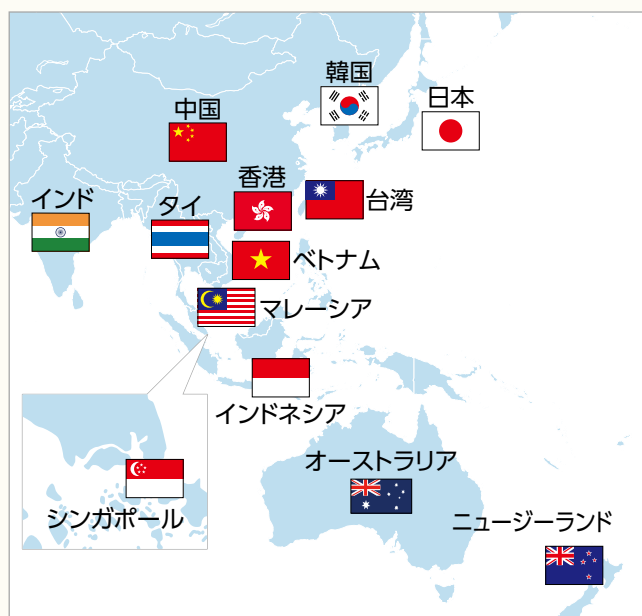 韓国
日本
中国
香港
台湾
インド
タイ
ベトナム
マレーシア
インドネシア
シンガポール
オーストラリア
ニュージーランド